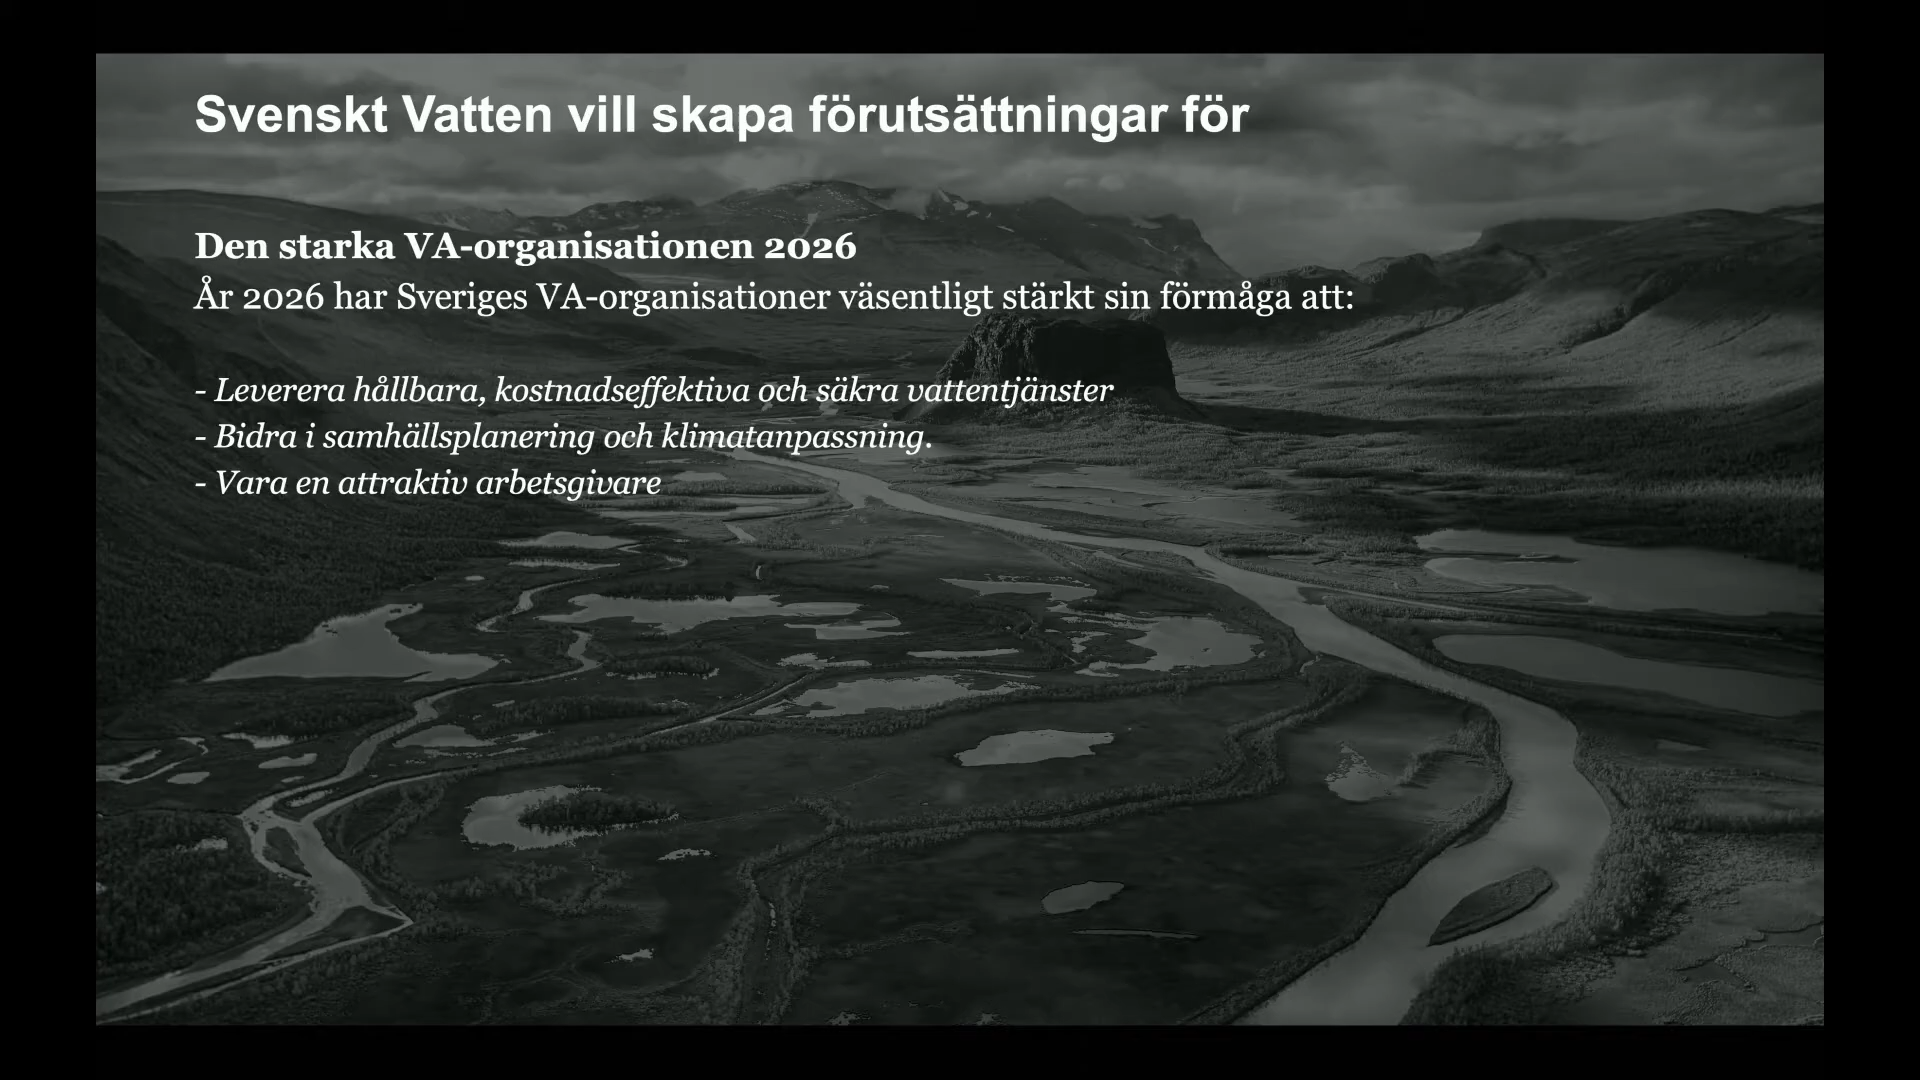 Svenskt Vatten vill skapa förutsättningar för
Den starka VA-organisationen 2026
År 2026 har Sveriges VA-organisationer väsentligt stärkt sin förmåga att:
- Leverera hållbara, kostnadseffektiva och säkra vattentjänster
- Bidra i samhällsplanering och klimatanpassning.
- Vara en attraktiv arbetsgivare